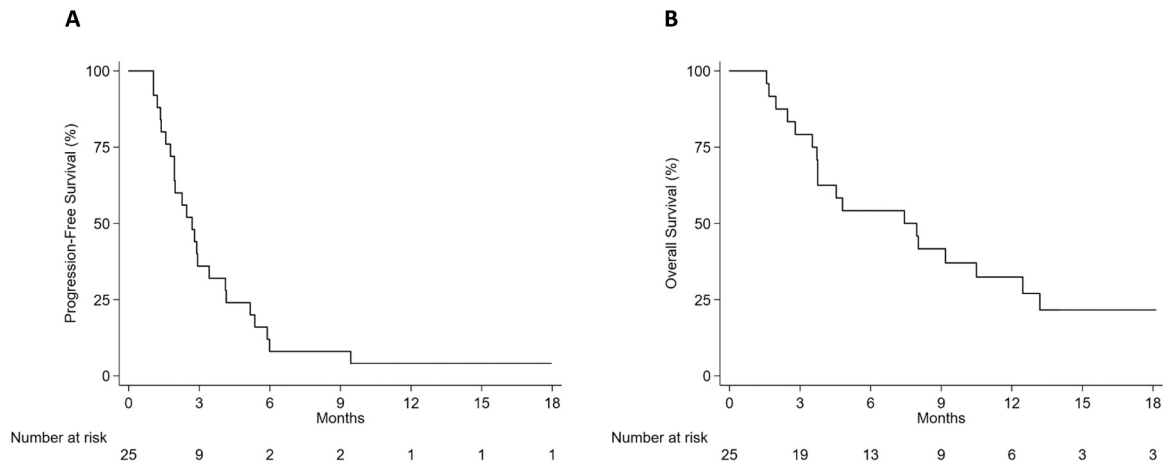 A
Progression-Free Survival (%)
100
75
50
25
0
0 3 6 9 12 15 18
Months
Number at risk
25 9 2 2 1 1 1
B
Overall Survival (%)
100
75
50
25
0
0 3 6 9 12 15 18
Months
Number at risk
25 19 13 9 6 3 3